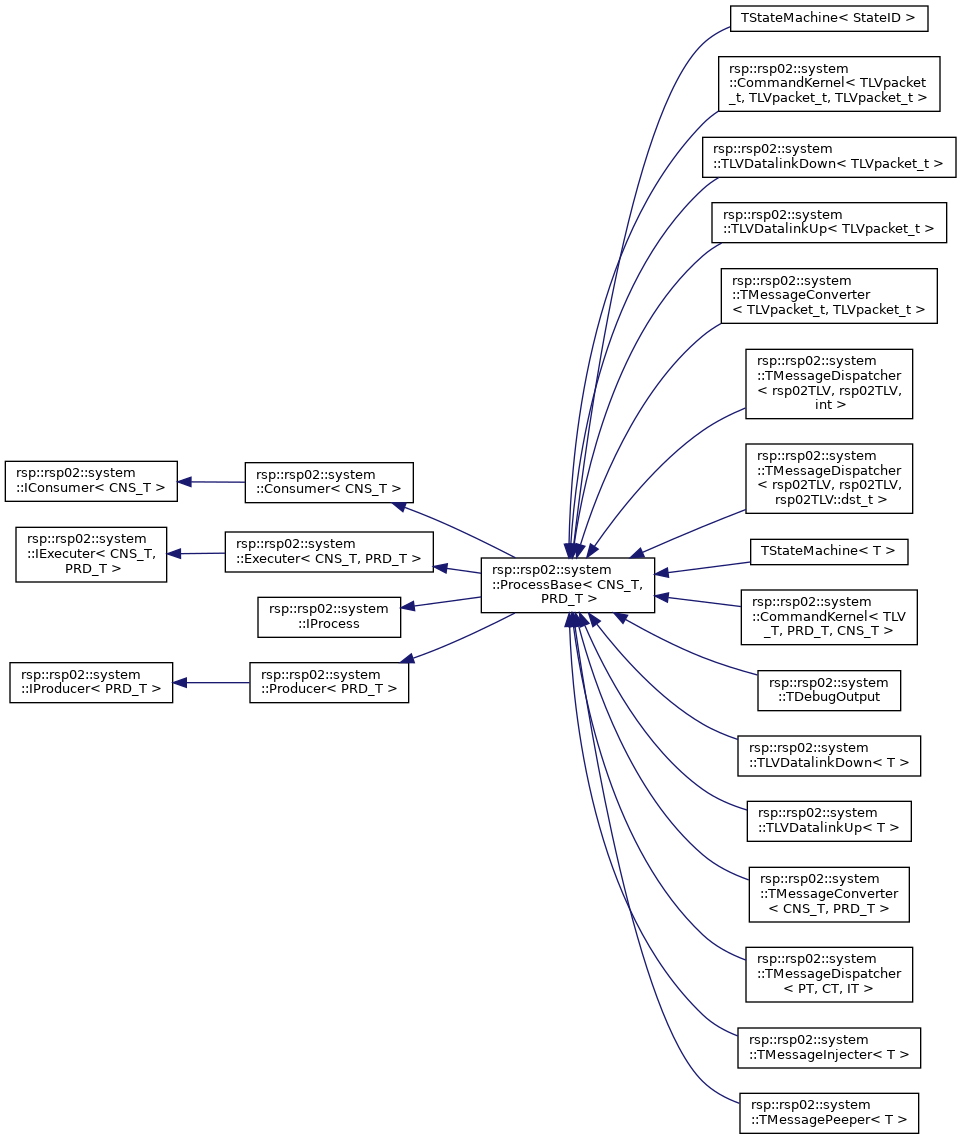 TStateMachine< StateID >
rsp::rsp02::system
::CommandKernel< TLVpacket
_t, TLVpacket_t, TLVpacket_t >
rsp::rsp02::system
::TLVDatalinkDown< TLVpacket_t >
rsp::rsp02::system
::TLVDatalinkUp< TLVpacket_t >
rsp::rsp02::system
::TMessageConverter
< TLVpacket_t, TLVpacket_t >
rsp::rsp02::system
::TMessageDispatcher
< rsp02TLV, rsp02TLV,
int >
rsp::rsp02::system
::TMessageDispatcher
< rsp02TLV, rsp02TLV,
rsp02TLV::dst_t >
rsp::rsp02::system
::IConsumer< CNS_T >
rsp::rsp02::system
::Consumer< CNS_T >
rsp::rsp02::system
::IExecuter< CNS_T,
PRD_T >
rsp::rsp02::system
::Executer< CNS_T, PRD_T >
rsp::rsp02::system
::IProcess
rsp::rsp02::system
::IProducer< PRD_T >
rsp::rsp02::system
::Producer< PRD_T >
rsp::rsp02::system
::ProcessBase< CNS_T,
PRD_T >
TStateMachine< T >
rsp::rsp02::system
::CommandKernel< TLV
_T, PRD_T, CNS_T >
rsp::rsp02::system
::TDebugOutput
rsp::rsp02::system
::TLVDatalinkDown< T >
rsp::rsp02::system
::TLVDatalinkUp< T >
rsp::rsp02::system
::TMessageConverter
< CNS_T, PRD_T >
rsp::rsp02::system
::TMessageDispatcher
< PT, CT, IT >
rsp::rsp02::system
::TMessageInjecter< T >
rsp::rsp02::system
::TMessagePeeper< T >